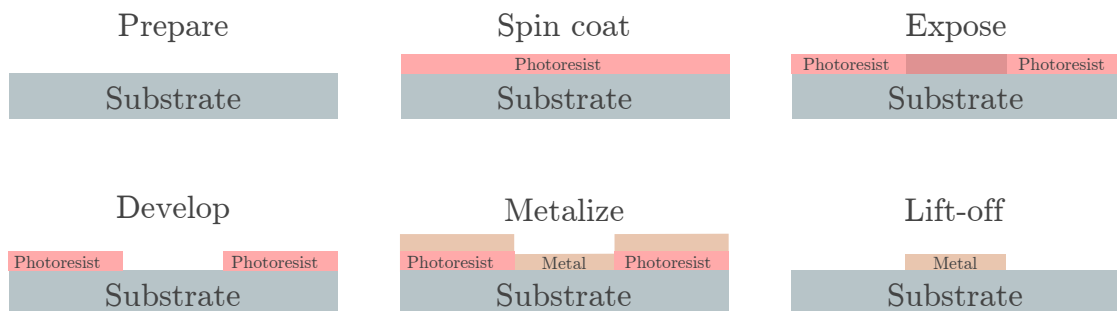 Prepare
Spin coat
Expose
Photoresist
Photoresist
Photoresist
Substrate
Substrate
Substrate
Develop
Metalize
Lift-off
Photoresist
Photoresist
Photoresist
Metal
Photoresist
Metal
Substrate
Substrate
Substrate